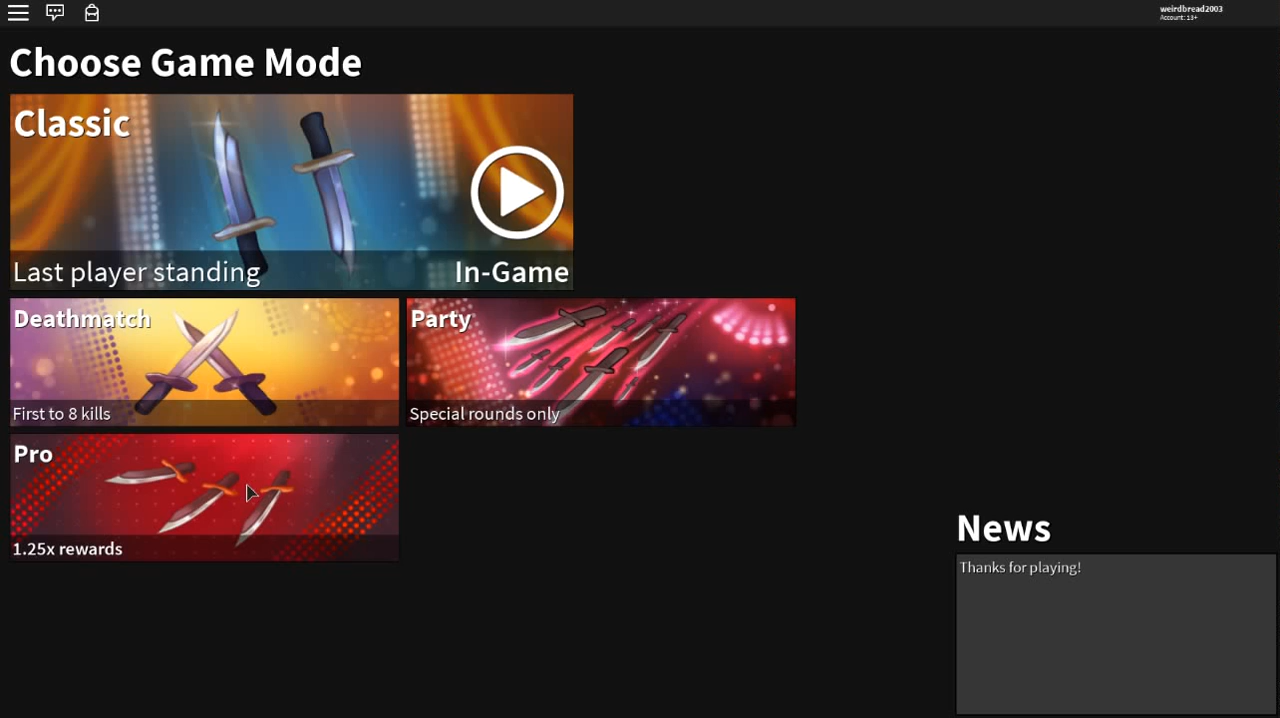 weirdbread2003
Account: 13+
Choose Game Mode
Classic
Last player standing
In-Game
Deathmatch
First to 8 kills
Party
Special rounds only
Pro
1.25x rewards
News
Thanks for playing!